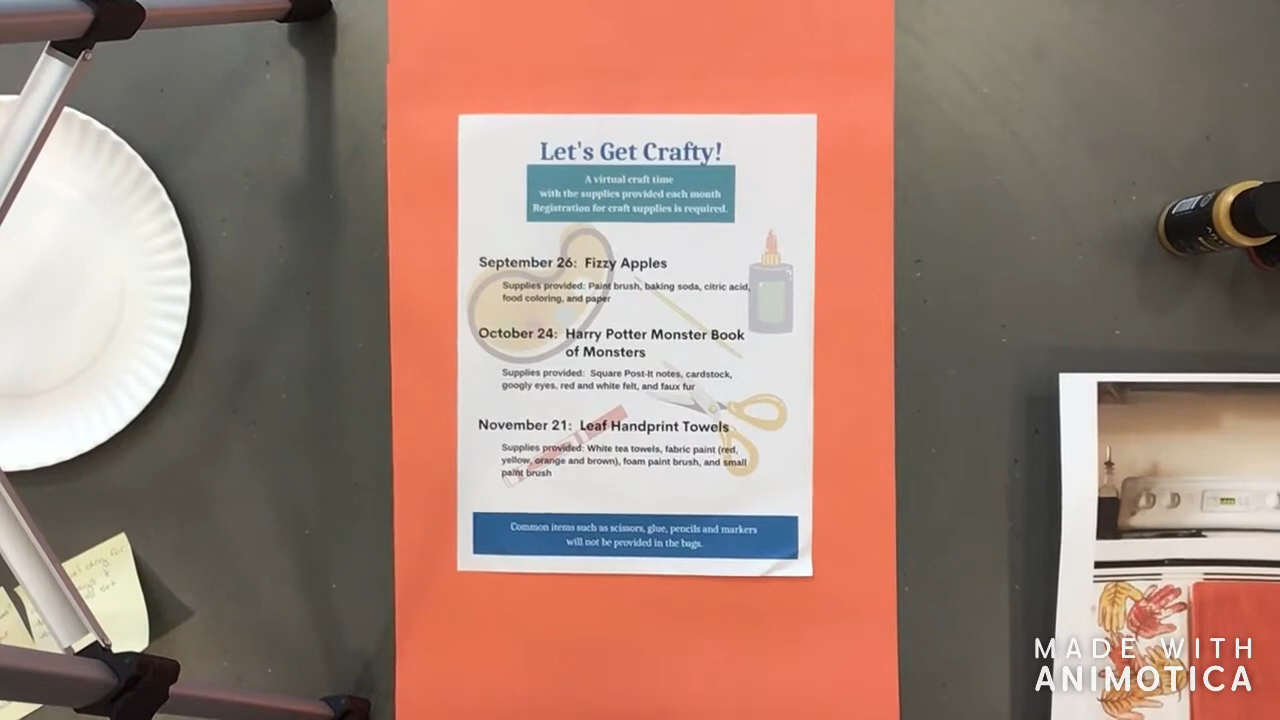 Let's Get Crafty!
A virtual craft time
with the supplies provided each month
Registration for craft supplies is required.
September 26: Fizzy Apples
Supplies provided: Paint brush, baking soda, citric acid,
food coloring, and paper
October 24: Harry Potter Monster Book
of Monsters
Supplies provided: Square Post-It notes, cardstock,
googly eyes, red and white felt, and faux fur
November 21: Leaf Handprint Towels
Supplies provided: White tea towels, fabric paint (red,
yellow, orange and brown), foam paint brush, and small
paint brush
Common items such as scissors, glue, pencils and markers
will not be provided in the bags.
MADE WITH
ANIMOTICA